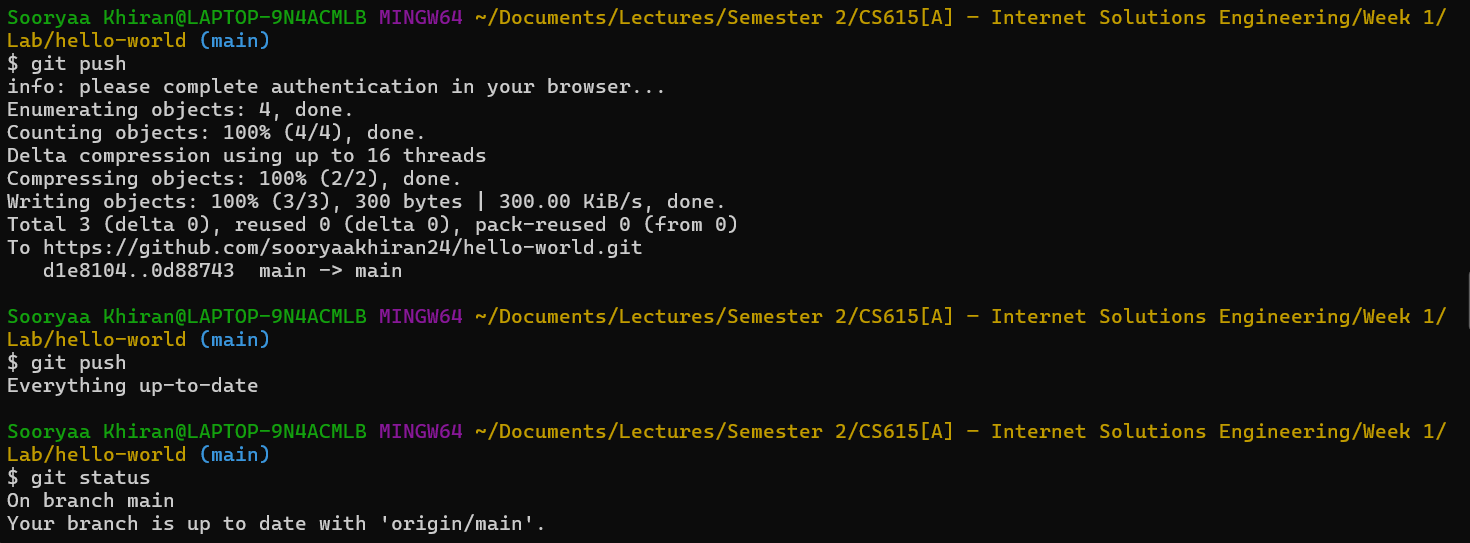 Sooryaa Khiran@LAPTOP-9N4ACMLB MINGW64 ~/Documents/Lectures/Semester 2/CS615[A] - Internet Solutions Engineering/Week 1/
Lab/hello-world (main)
$ git push
info: please complete authentication in your browser...
Enumerating objects: 4, done.
Counting objects: 100% (4/4), done.
Delta compression using up to 16 threads
Compressing objects: 100% (2/2), done.
Writing objects: 100% (3/3), 300 bytes | 300.00 KiB/s, done.
Total 3 (delta 0), reused 0 (delta 0), pack-reused 0 (from 0)
To https://github.com/sooryaakhiran24/hello-world.git
   d1e8104..0d88743  main -> main
Sooryaa Khiran@LAPTOP-9N4ACMLB MINGW64 ~/Documents/Lectures/Semester 2/CS615[A] - Internet Solutions Engineering/Week 1/
Lab/hello-world (main)
$ git push
Everything up-to-date
Sooryaa Khiran@LAPTOP-9N4ACMLB MINGW64 ~/Documents/Lectures/Semester 2/CS615[A] - Internet Solutions Engineering/Week 1/
Lab/hello-world (main)
$ git status
On branch main
Your branch is up to date with 'origin/main'.